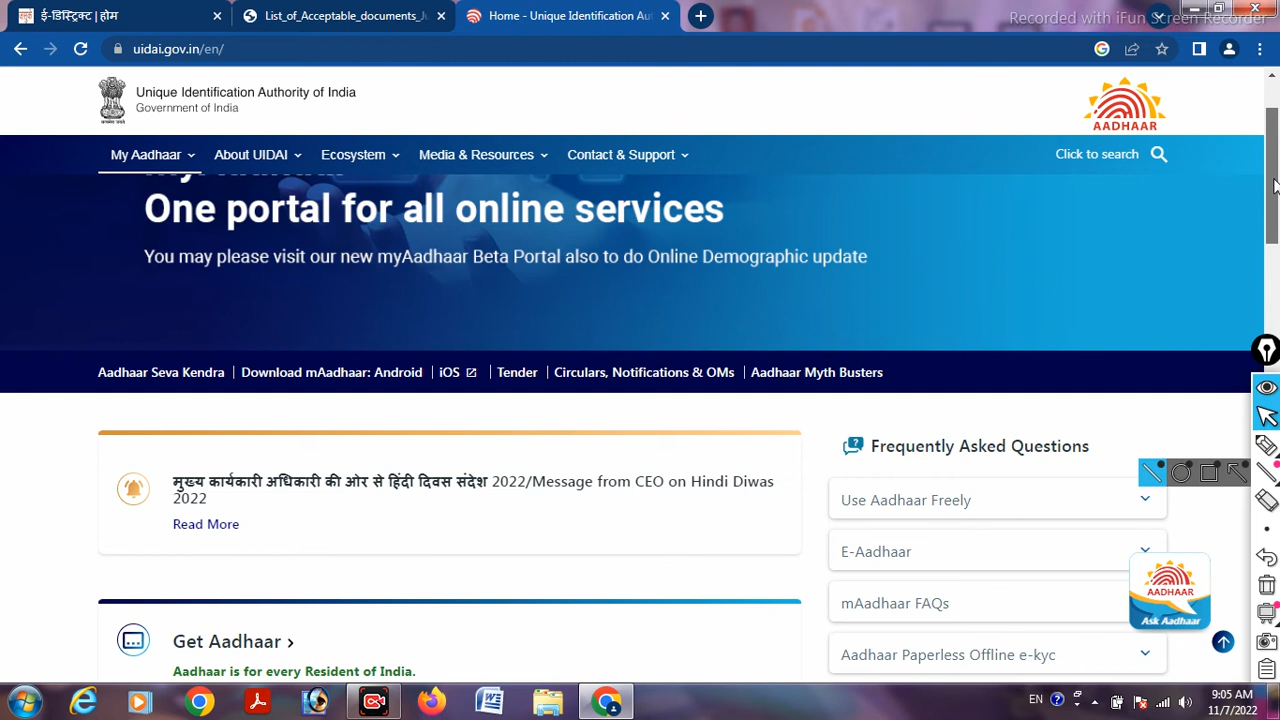 ई-डिस्ट्रिक्ट | होम
List_of_Acceptable_documents_Ju
Home - Unique Identification Aut
Recorded with iFun Screen Recorder
uidai.gov.in/en/
Unique Identification Authority of India
Government of India
AADHAAR
My Aadhaar
About UIDAI
Ecosystem
Media & Resources
Contact & Support
Click to search
One portal for all online services
You may please visit our new myAadhaar Beta Portal also to do Online Demographic update
Aadhaar Seva Kendra
Download mAadhaar: Android
iOS
Tender
Circulars, Notifications & OMs
Aadhaar Myth Busters
मुख्य कार्यकारी अधिकारी की ओर से हिंदी दिवस संदेश 2022/Message from CEO on Hindi Diwas
2022
Read More
Get Aadhaar
Aadhaar is for every Resident of India.
Frequently Asked Questions
Use Aadhaar Freely
E-Aadhaar
mAadhaar FAQs
Aadhaar Paperless Offline e-kyc
AADHAAR
Ask Aadhaar
EN
9:05 AM
11/7/2022